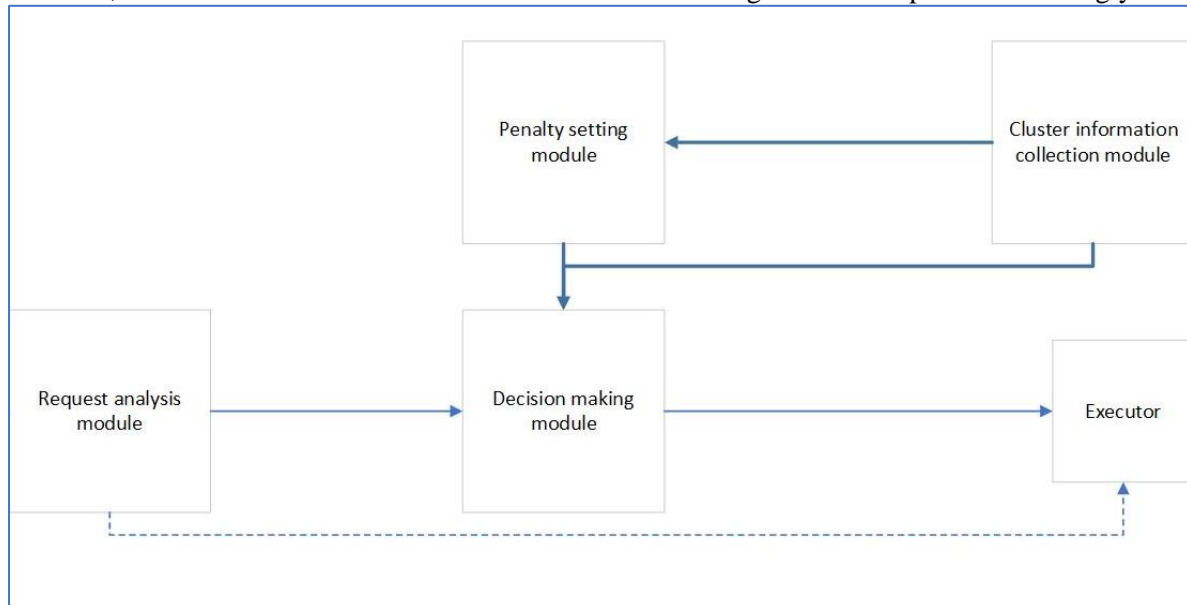 Penalty setting
module
Cluster information
collection module
Request analysis
module
Decision making
module
Executor